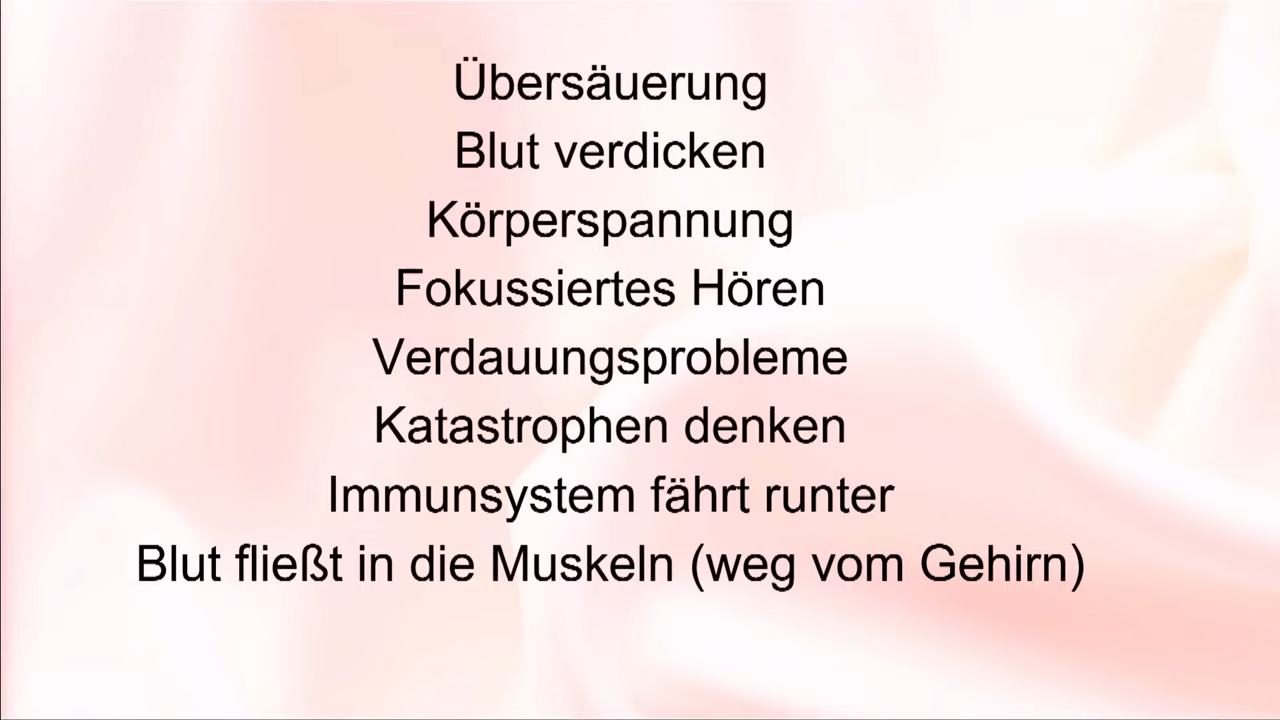 Übersäuerung
Blut verdicken
Körperspannung
Fokussiertes Hören
Verdauungsprobleme
Katastrophen denken
Immunsystem fährt runter
Blut fließt in die Muskeln (weg vom Gehirn)